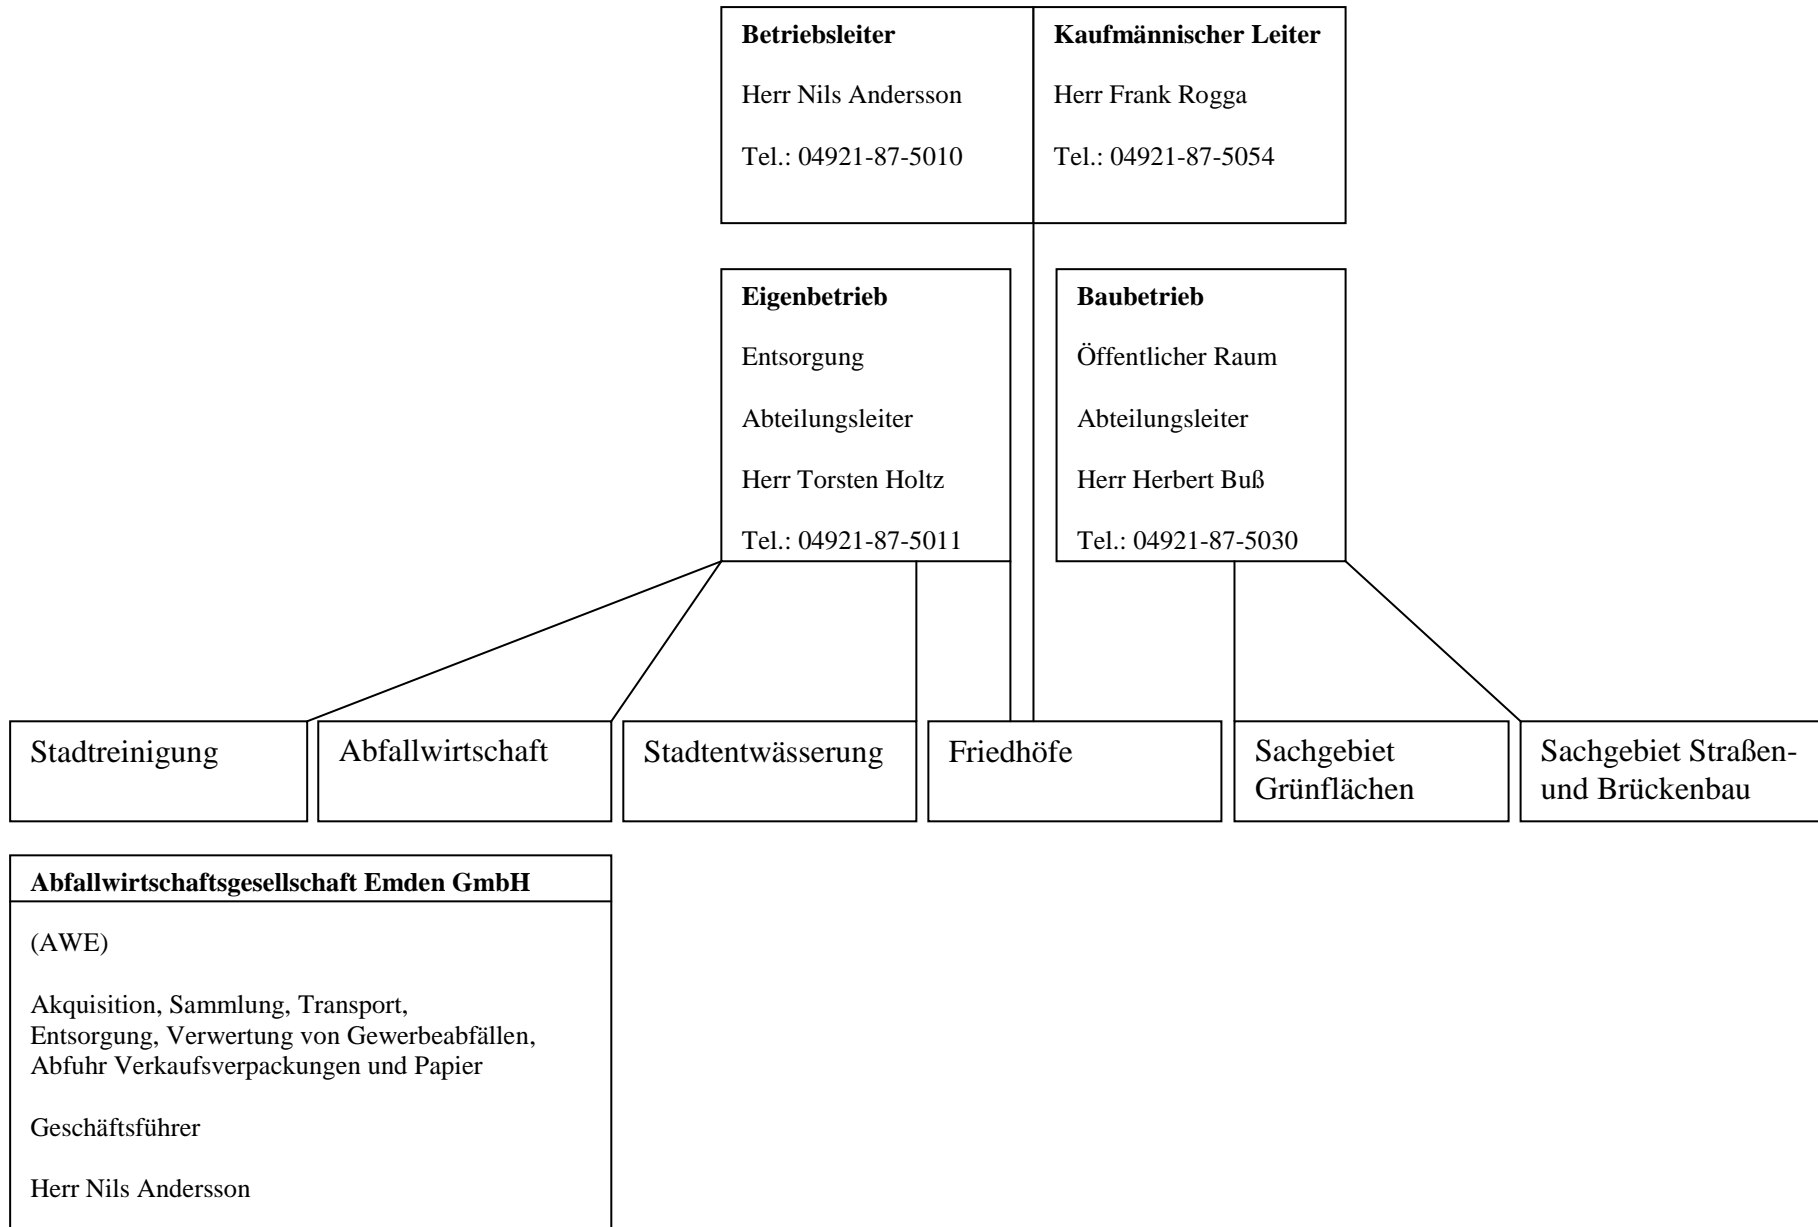 Betriebsleiter
Herr Nils Andersson
Tel.: 04921-87-5010
Kaufmännischer Leiter
Herr Frank Rogga
Tel.: 04921-87-5054
Eigenbetrieb
Entsorgung
Abteilungsleiter
Herr Torsten Holtz
Tel.: 04921-87-5011
Baubetrieb
Öffentlicher Raum
Abteilungsleiter
Herr Herbert Buß
Tel.: 04921-87-5030
Stadtreinigung
Abfallwirtschaft
Stadtentwässerung
Friedhöfe
Sachgebiet
Grünflächen
Sachgebiet Straßen-
und Brückenbau
Abfallwirtschaftsgesellschaft Emden GmbH
(AWE)
Akquisition, Sammlung, Transport,
Entsorgung, Verwertung von Gewerbeabfällen,
Abfuhr Verkaufsverpackungen und Papier
Geschäftsführer
Herr Nils Andersson